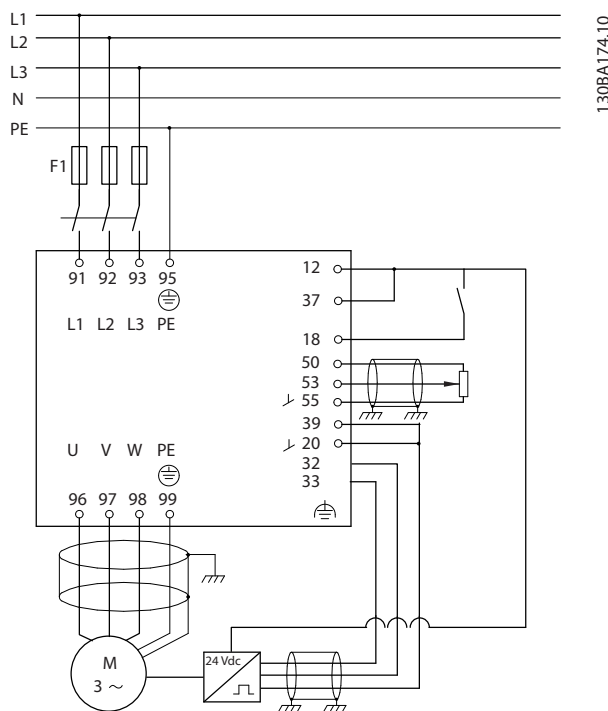 L1
L2
L3
N
PE
130BA174.10
F1
91 92 93 95
L1 L2 L3 PE
12
37
18
50
53
55
39
20
32
33
U V W PE
96 97 98 99
M
3 ~
24 Vdc